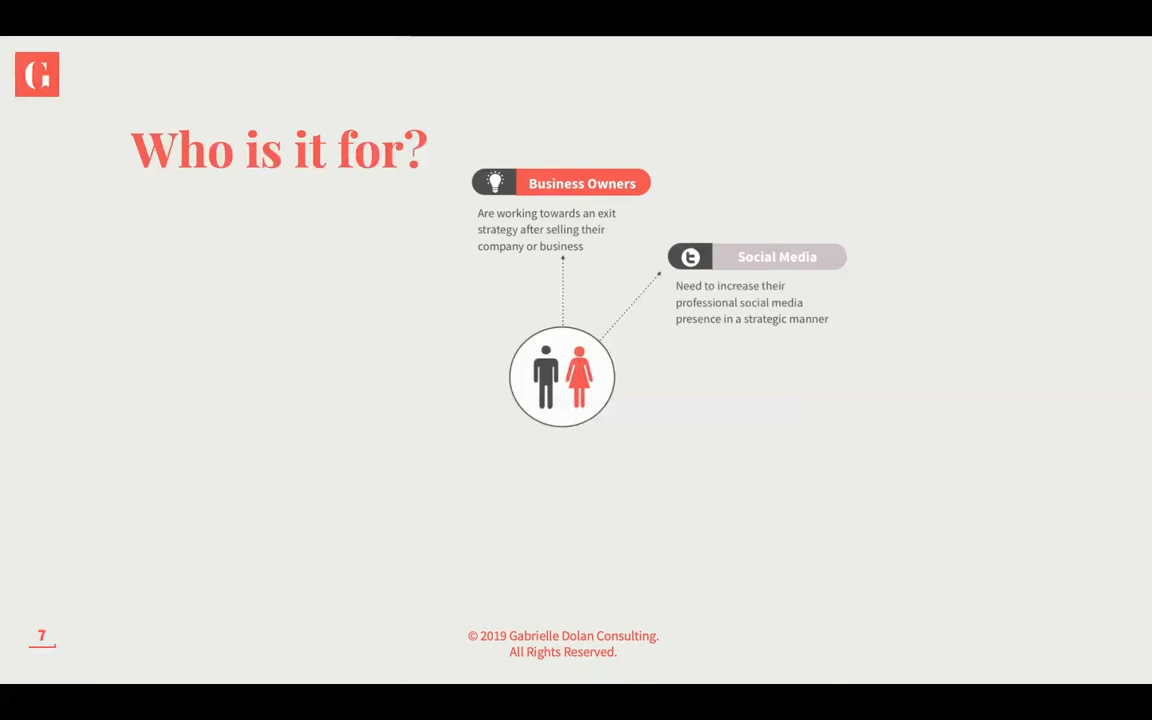 G
Who is it for?
Business Owners
Are working towards an exit
strategy after selling their
company or business
Social Media
Need to increase their
professional social media
presence in a strategic manner
7
© 2019 Gabrielle Dolan Consulting.
All Rights Reserved.